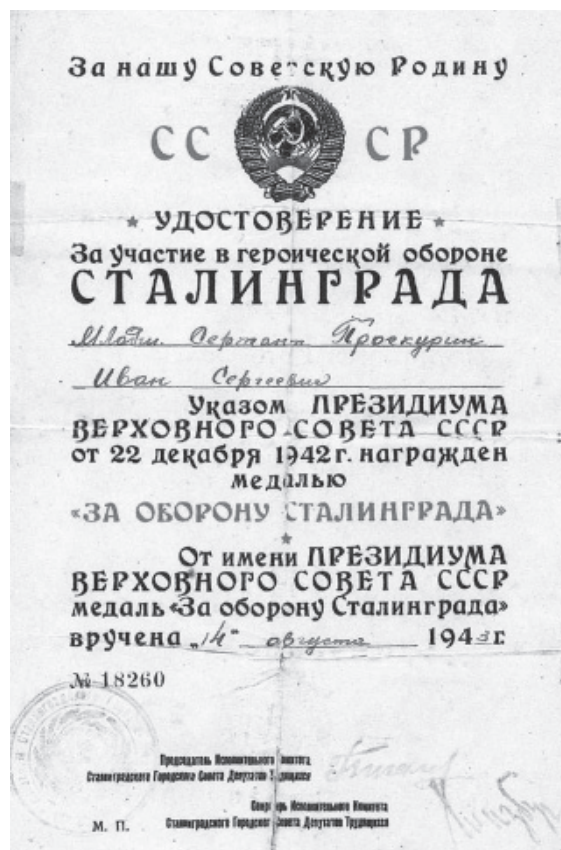 За нашу Советскую Родину
СССР
УДОСТОВЕРЕНИЕ
За участие в героической обороне
СТАЛИНГРАДА
Младш. Сержант Проскурин
Иван Сергеевич
Указом ПРЕЗИДИУМА
ВЕРХОВНОГО СОВЕТА СССР
от 22 декабря 1942 г. награжден
медалью
«ЗА ОБОРОНУ СТАЛИНГРАДА»
От имени ПРЕЗИДИУМА
ВЕРХОВНОГО СОВЕТА СССР
медаль «За оборону Сталинграда»
вручена „14" августа 1943 г.
№ 18260
Председатель Исполнительного Комитета
Сталинградского Городского Совета Депутатов Трудящихся
Секретарь Исполнительного Комитета
М. П. Сталинградского Городского Совета Депутатов Трудящихся